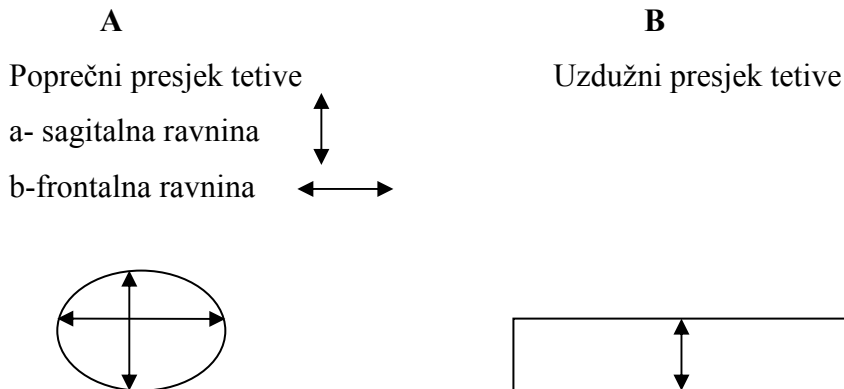 A
B
Poprečni presjek tetive
Uzdužni presjek tetive
a- sagitalna ravnina
b-frontalna ravnina